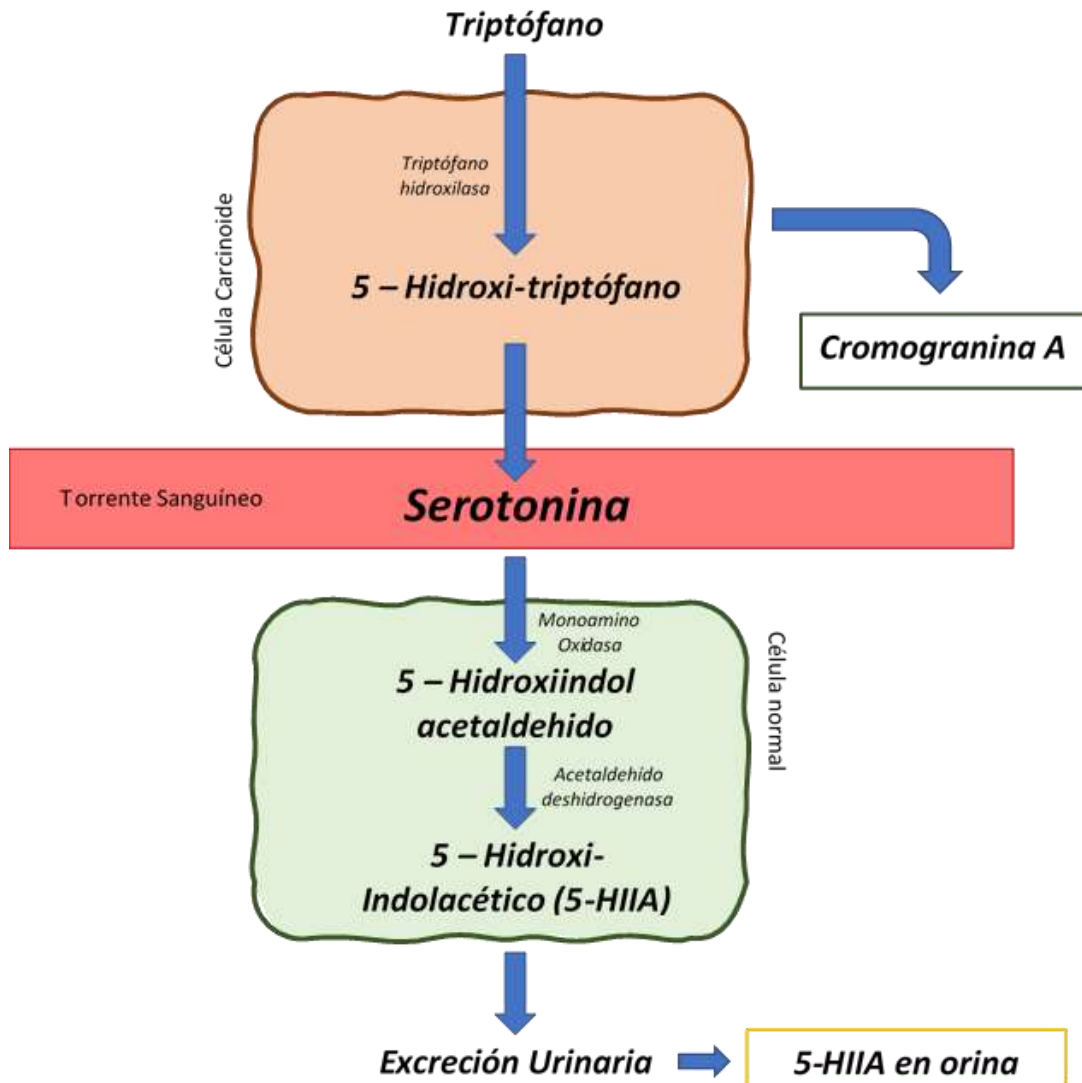 Triptófano
Célula Carcinoide
Triptófano
hidroxilasa
5 – Hidroxi-triptófano
Cromogranina A
Torrente Sanguíneo
Serotonina
Monoamino
Oxidasa
5 – Hidroxiindol
acetaldehido
Célula normal
Acetaldehido
deshidrogenasa
5 – Hidroxi-
Indolacético (5-HIIA)
Excreción Urinaria
5-HIIA en orina